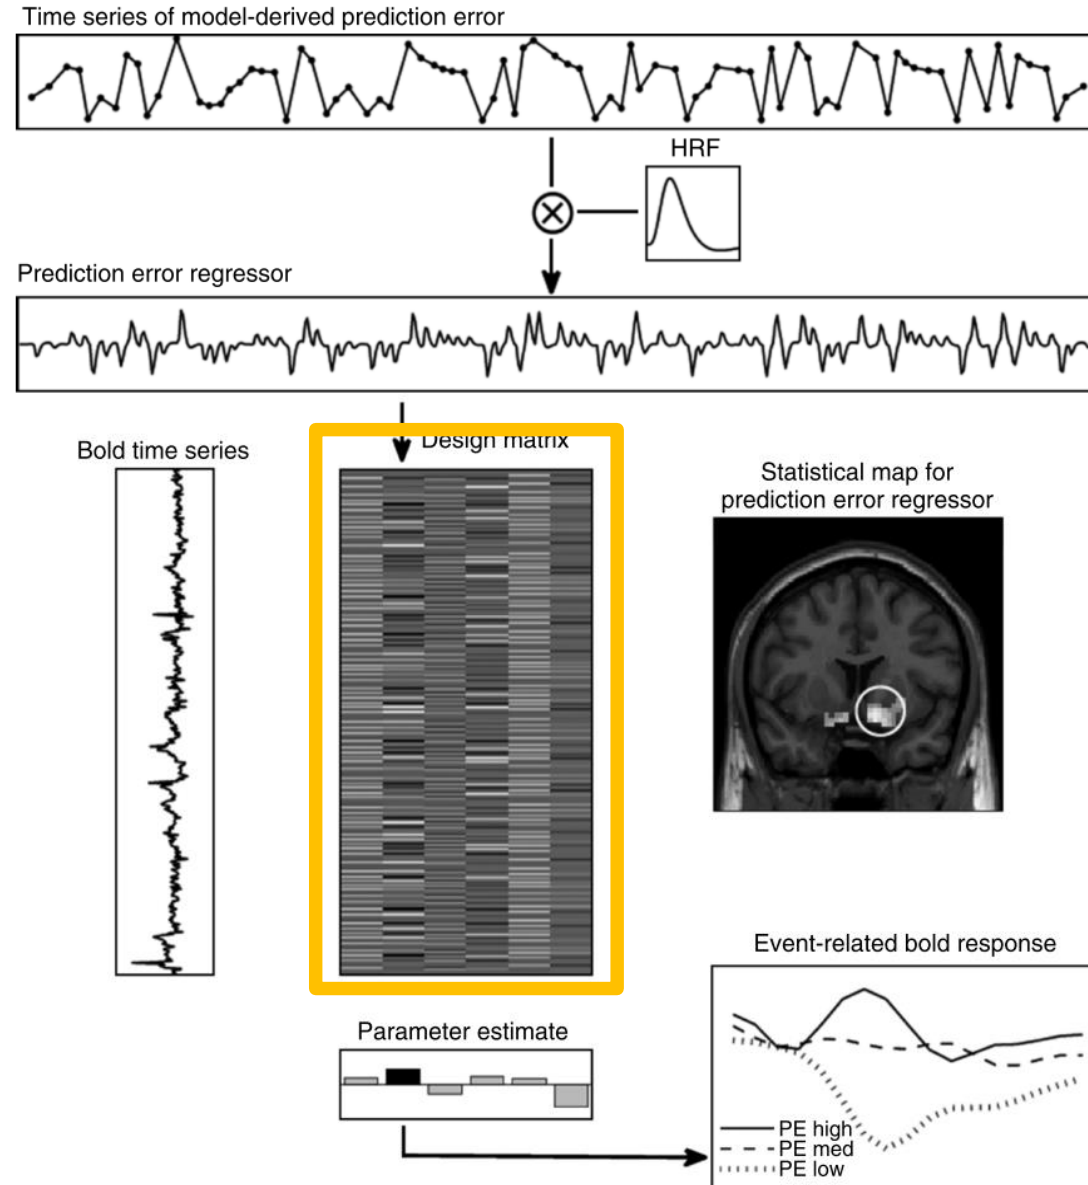 Time series of model-derived prediction error
HRF
Prediction error regressor
Bold time series
Design matrix
Statistical map for
prediction error regressor
Parameter estimate
Event-related bold response
PE high
PE med
PE low